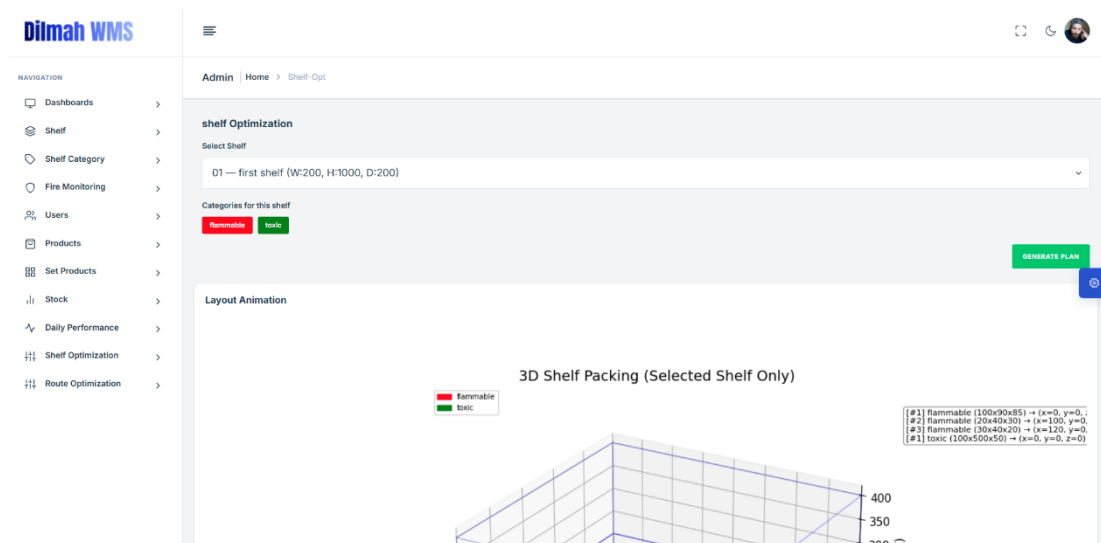 Dilmah WMS
NAVIGATION
Dashboards
Shelf
Shelf Category
Fire Monitoring
Users
Products
Set Products
Stock
Daily Performance
Shelf Optimization
Route Optimization
Admin Home > Shelf-Opt
shelf Optimization
Select Shelf
01 — first shelf (W:200, H:1000, D:200)
Categories for this shelf
flammable toxic
GENERATE PLAN
Layout Animation
3D Shelf Packing (Selected Shelf Only)
flammable
toxic
[#1] flammable (100x90x85) → (x=0, y=0, z
[#2] flammable (20x40x30) → (x=100, y=0,
[#3] flammable (30x40x20) → (x=120, y=0,
[#1] toxic (100x500x50) → (x=0, y=0, z=0)
400
350